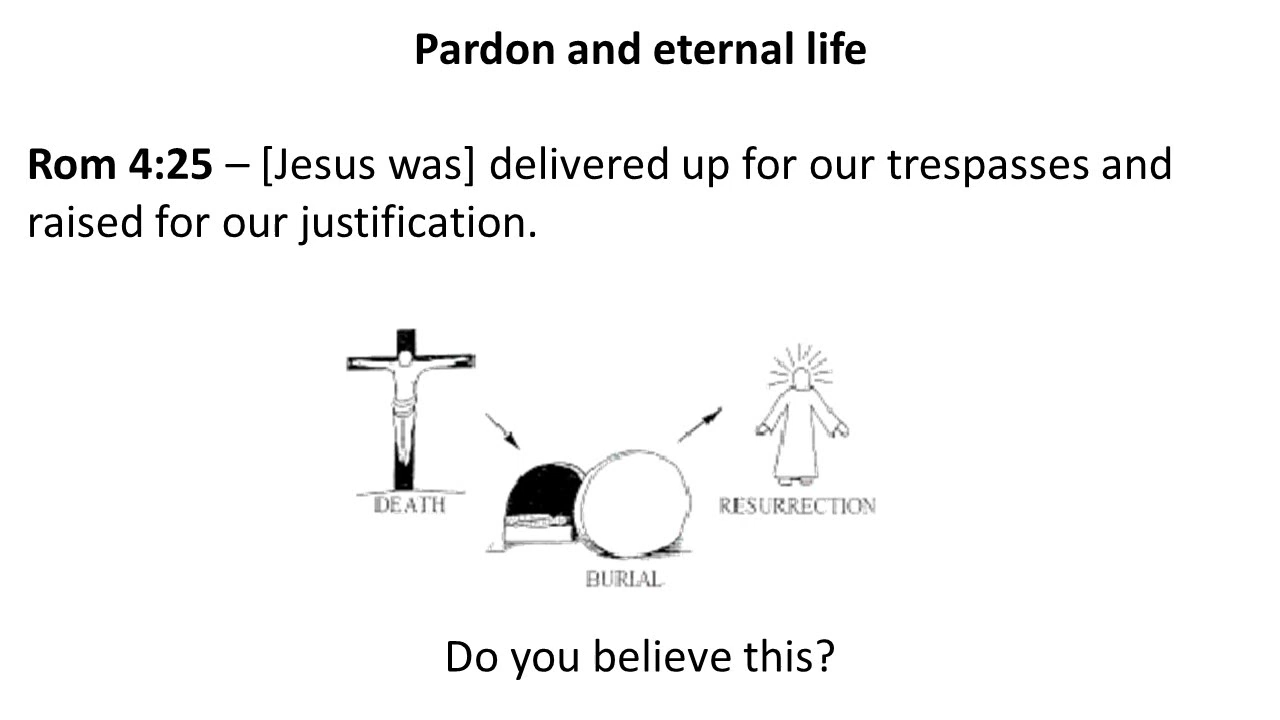 Pardon and eternal life
Rom 4:25 – [Jesus was] delivered up for our trespasses and
raised for our justification.
DEATH
RESURRECTION
BURIAL
Do you believe this?